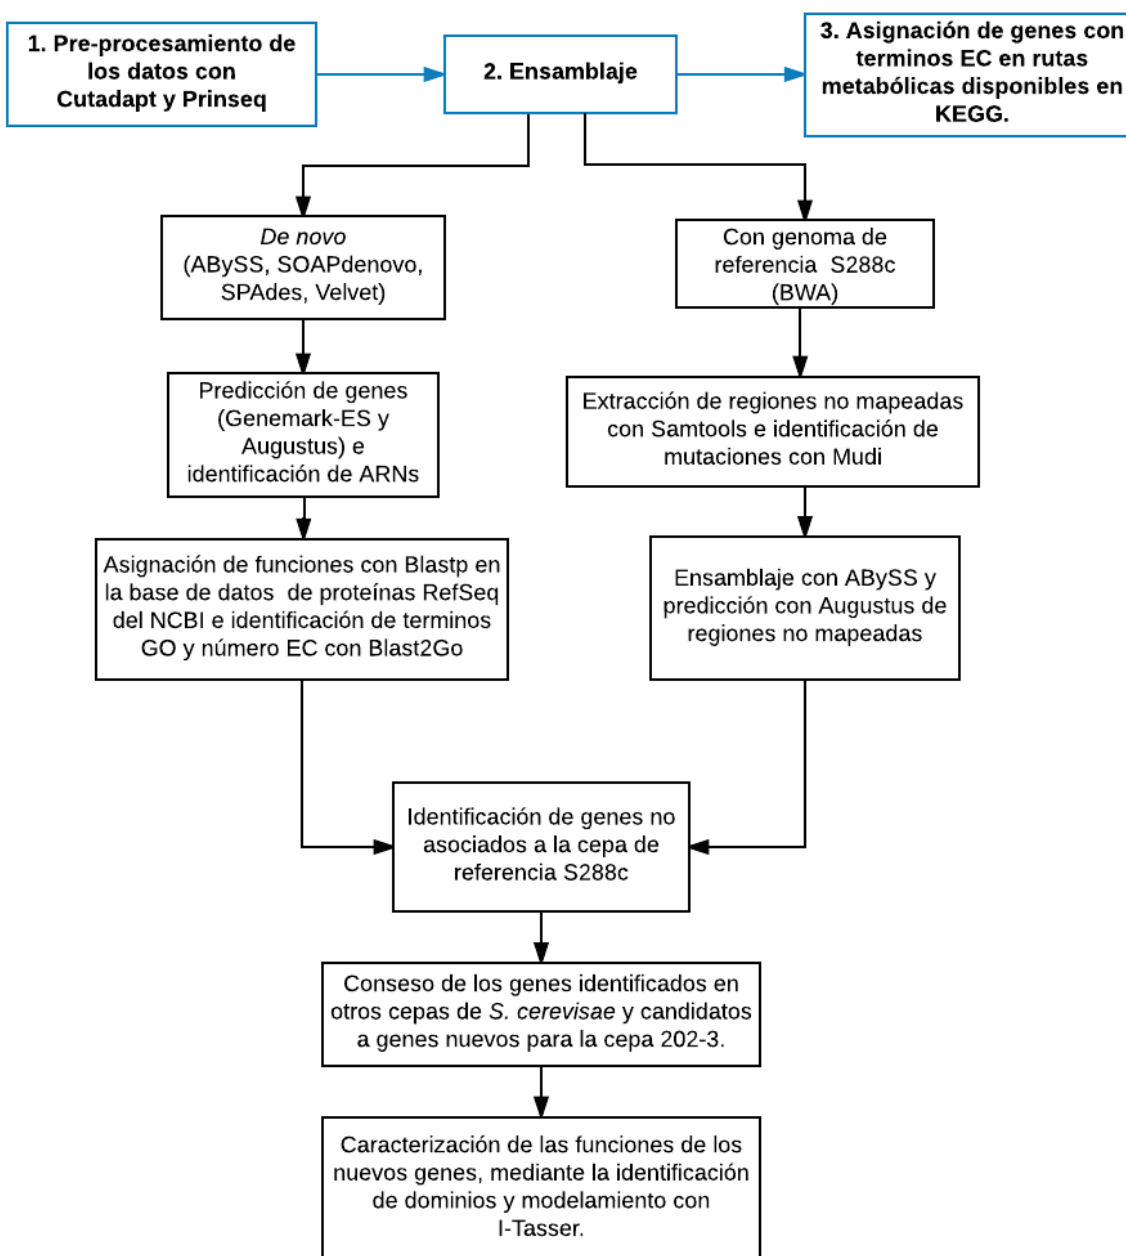 1. Pre-procesamiento de
los datos con
Cutadapt y Prinseq
2. Ensamblaje
3. Asignación de genes con
terminos EC en rutas
metabólicas disponibles en
KEGG.
De novo
(ABySS, SOAPdenovo,
SPAdes, Velvet)
Con genoma de
referencia S288c
(BWA)
Predicción de genes
(Genemark-ES y
Augustus) e
identificación de ARNs
Extracción de regiones no mapeadas
con Samtools e identificación de
mutaciones con Mudi
Asignación de funciones con Blastp en
la base de datos de proteínas RefSeq
del NCBI e identificación de terminos
GO y número EC con Blast2Go
Ensamblaje con ABySS y
predicción con Augustus de
regiones no mapeadas
Identificación de genes no
asociados a la cepa de
referencia S288c
Conseso de los genes identificados en
otros cepas de S. cerevisae y candidatos
a genes nuevos para la cepa 202-3.
Caracterización de las funciones de los
nuevos genes, mediante la identificación
de dominios y modelamiento con
I-Tasser.